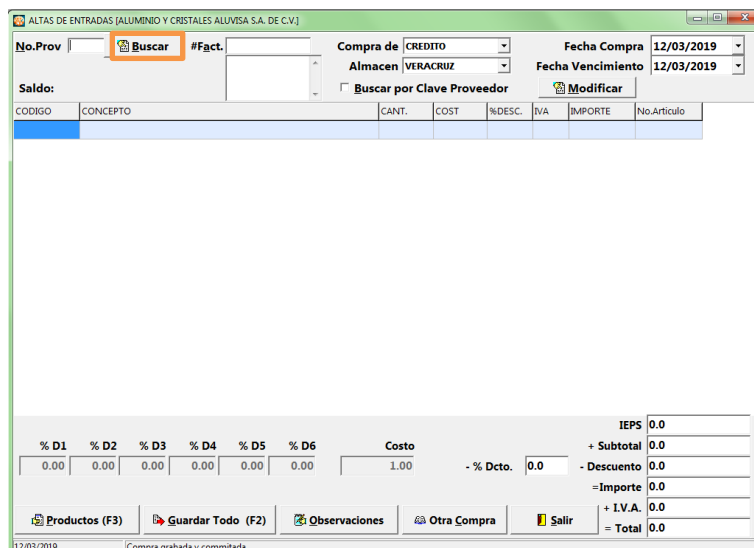 ALTAS DE ENTRADAS [ALUMINIO Y CRISTALES ALUVISA S.A. DE C.V.]
No.Prov Buscar #Fact. Compra de CREDITO Fecha Compra 12/03/2019
Almacen VERACRUZ Fecha Vencimiento 12/03/2019
Saldo: Buscar por Clave Proveedor Modificar
CODIGO CONCEPTO CANT. COST %DESC. IVA IMPORTE No.Articulo
IEPS 0.0
% D1 % D2 % D3 % D4 % D5 % D6 Costo + Subtotal 0.0
0.00 0.00 0.00 0.00 0.00 0.00 1.00 - % Dcto. 0.0 - Descuento 0.0
=Importe 0.0
+ I.V.A. 0.0
Productos (F3) Guardar Todo (F2) Observaciones Otra Compra Salir = Total 0.0
12/03/2019 Compra grabada y commitada